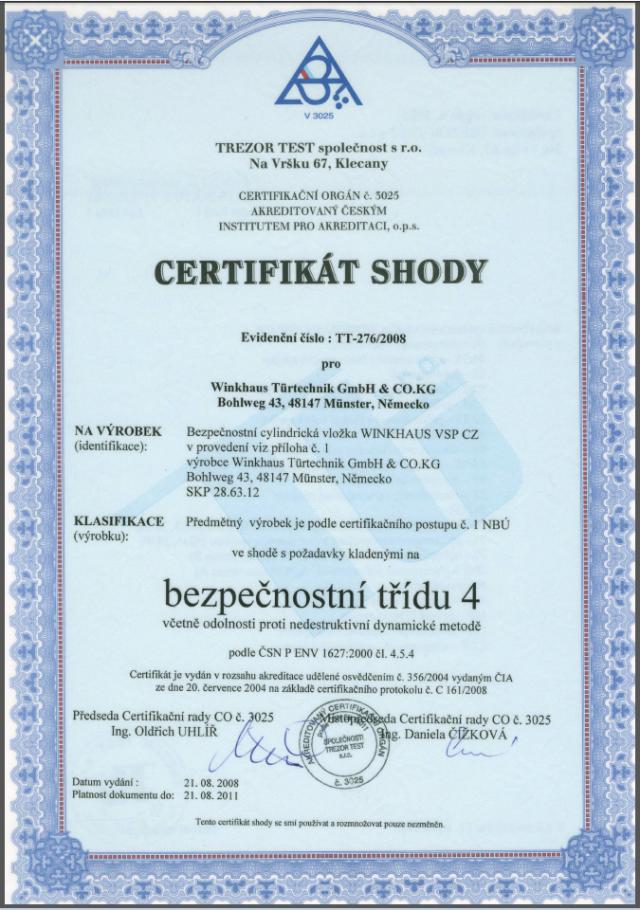 V 3025
TREZOR TEST společnost s r.o.
Na Vršku 67, Klecany
CERTIFIKAČNÍ ORGÁN č. 3025
AKREDITOVANÝ ČESKÝM
INSTITUTEM PRO AKREDITACI, o.p.s.
CERTIFIKÁT SHODY
Evidenční číslo : TT-276/2008
pro
Winkhaus Türtechnik GmbH & CO.KG
Bohlweg 43, 48147 Münster, Německo
NA VÝROBEK Bezpečnostní cylindrická vložka WINKHAUS VSP CZ
(identifikace): v provedení viz příloha č. 1
výrobce Winkhaus Türtechnik GmbH & CO.KG
Bohlweg 43, 48147 Münster, Německo
SKP 28.63.12
KLASIFIKACE Předmětný výrobek je podle certifikačního postupu č. 1 NBÚ
(výrobku):
ve shodě s požadavky kladenými na
bezpečnostní třídu 4
včetně odolnosti proti nedestruktivní dynamické metodě
podle ČSN P ENV 1627:2000 čl. 4.5.4
Certifikát je vydán v rozsahu akreditace udělené osvědčením č. 356/2004 vydaným ČIA
ze dne 20. července 2004 na základě certifikačního protokolu č. C 161/2008
Předseda Certifikační rady CO č. 3025 Místopředseda Certifikační rady CO č. 3025
Ing. Oldřich UHLÍŘ Ing. Daniela ČÍŽKOVÁ
AKREDITOVANÝ CERTIFIKAČNÍ ORGÁN
SPOLEČNOSTI
TREZOR TEST
s.r.o.
č. 3025
Datum vydání : 21. 08. 2008
Platnost dokumentu do: 21. 08. 2011
Tento certifikát shody se smí používat a rozmnožovat pouze nezměněn.